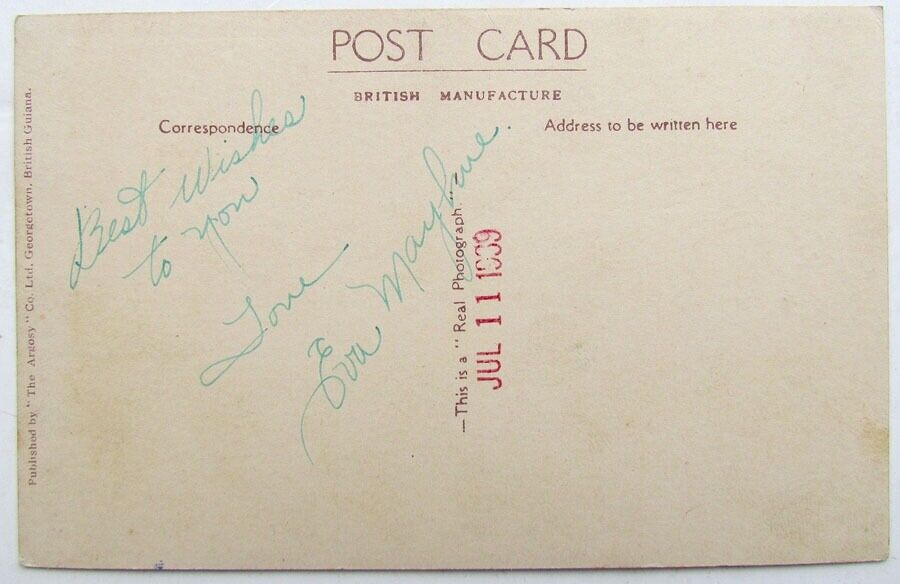 POST CARD
BRITISH MANUFACTURE
Correspondence
Address to be written here
Best Wishes
to you
Love
Eva
—This is a "Real Photograph."—
JUL 11 1939
Published by "The Argosy" Co. Ltd. Georgetown. British Guiana.